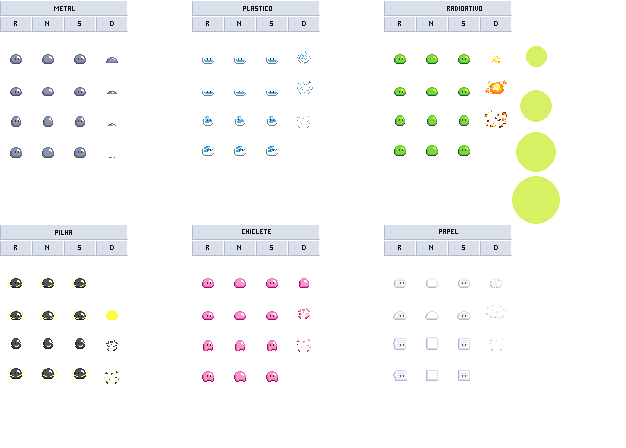 METAL
R N S D
PLASTICO
R N S D
RADIOATIVO
R N S D
PILHA
R N S D
CHICLETE
R N S D
PAPEL
R N S D